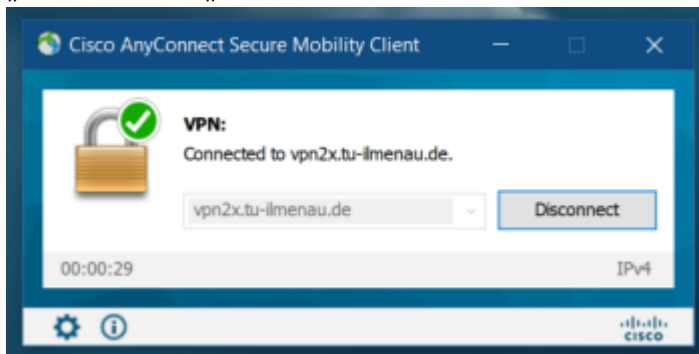 Cisco AnyConnect Secure Mobility Client
VPN:
Connected to vpn2x.tu-ilmenau.de.
vpn2x.tu-ilmenau.de
Disconnect
00:00:29
IPv4
cisco